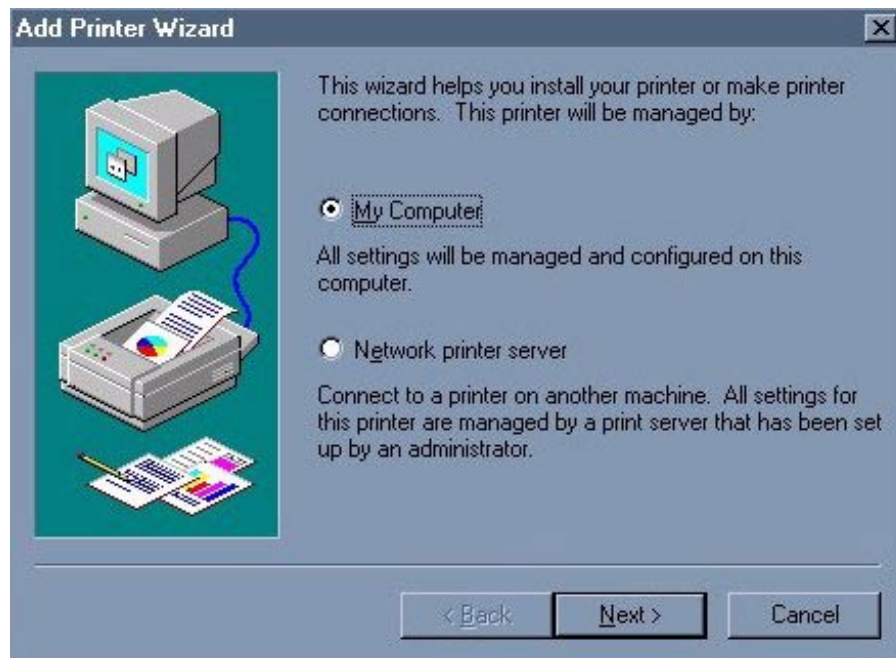 Add Printer Wizard
This wizard helps you install your printer or make printer
connections.  This printer will be managed by:
My Computer
All settings will be managed and configured on this
computer.
Network printer server
Connect to a printer on another machine.  All settings for
this printer are managed by a print server that has been set
up by an administrator.
< Back
Next >
Cancel